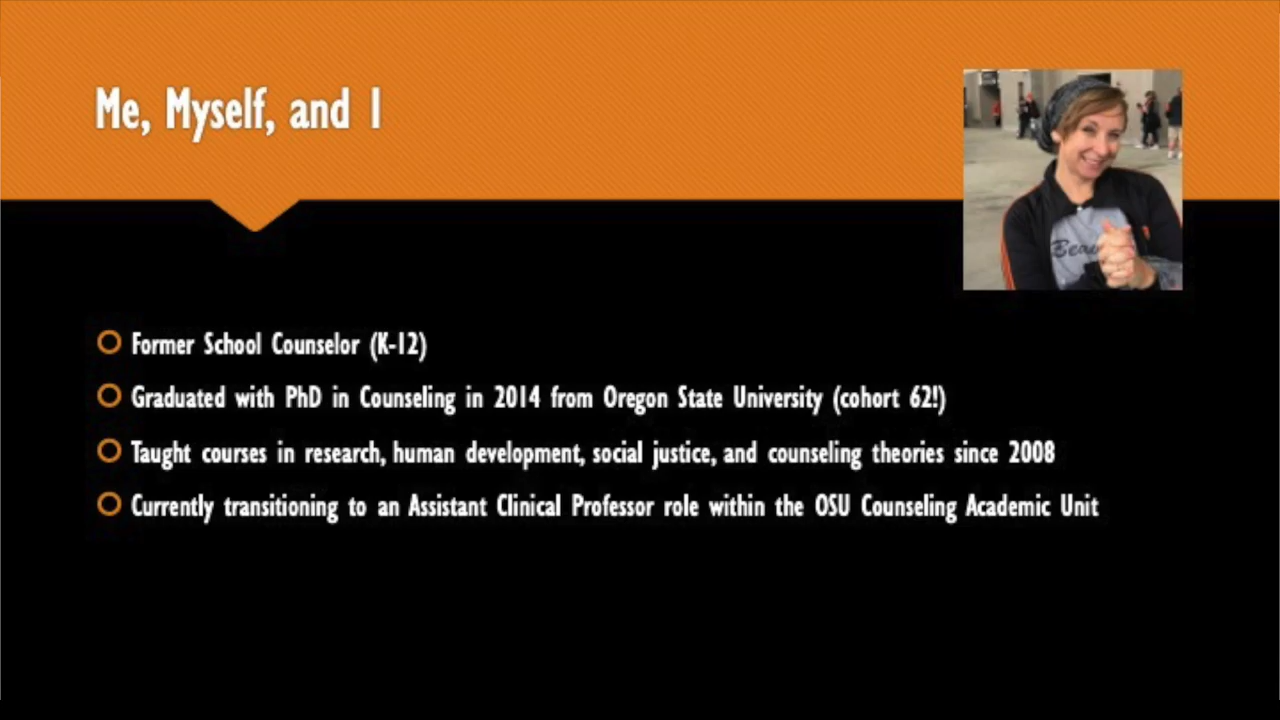 Me, Myself, and I
Beav
Former School Counselor (K-12)
Graduated with PhD in Counseling in 2014 from Oregon State University (cohort 62!)
Taught courses in research, human development, social justice, and counseling theories since 2008
Currently transitioning to an Assistant Clinical Professor role within the OSU Counseling Academic Unit